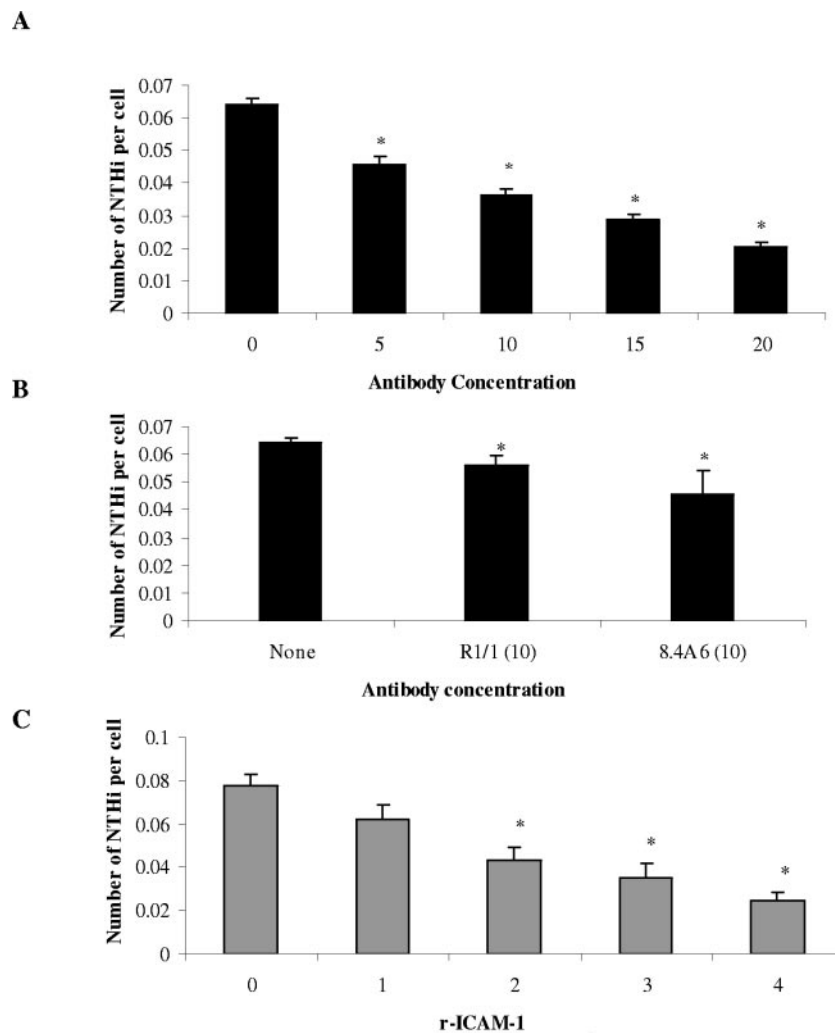 A
Number of NTHi per cell
0.07
0.06
0.05
0.04
0.03
0.02
0.01
0
* * * *
0 5 10 15 20
Antibody Concentration
B
Number of NTHi per cell
0.07
0.06
0.05
0.04
0.03
0.02
0.01
0
* *
None R1/1 (10) 8.4A6 (10)
Antibody concentration
C
Number of NTHi per cell
0.1
0.08
0.06
0.04
0.02
0
* * *
0 1 2 3 4
r-ICAM-1